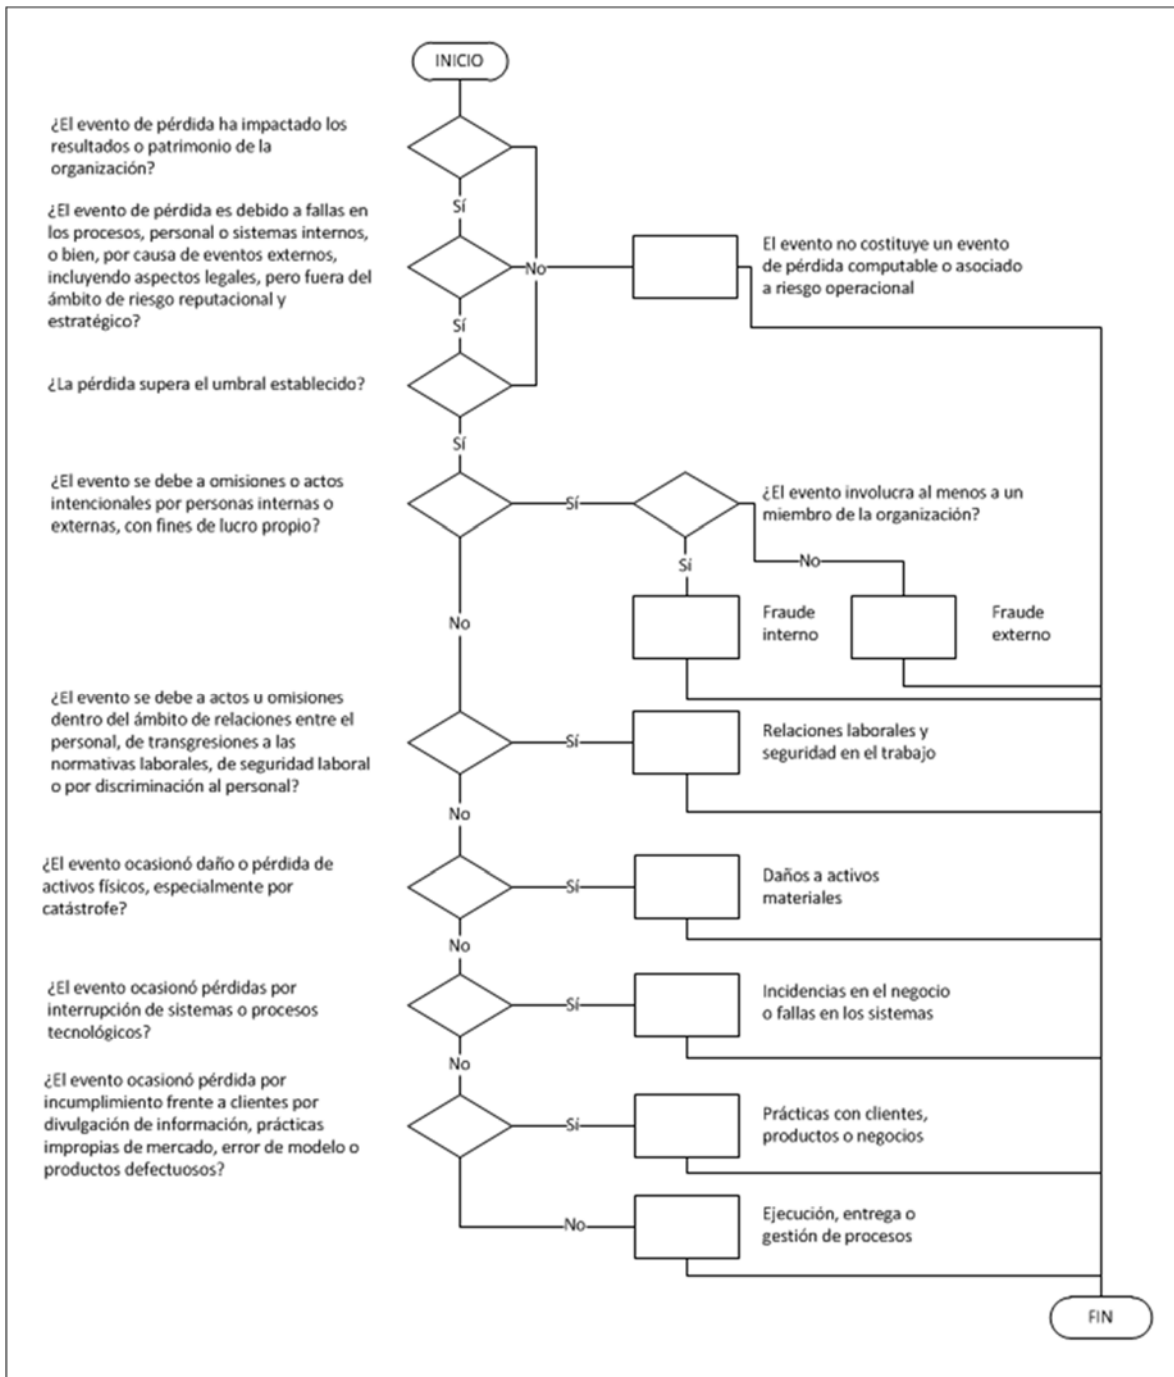 INICIO
¿El evento de pérdida ha impactado los
resultados o patrimonio de la
organización?
Sí
¿El evento de pérdida es debido a fallas en
los procesos, personal o sistemas internos,
o bien, por causa de eventos externos,
incluyendo aspectos legales, pero fuera del
ámbito de riesgo reputacional y
estratégico?
No
El evento no costituye un evento
de pérdida computable o asociado
a riesgo operacional
Sí
¿La pérdida supera el umbral establecido?
Sí
¿El evento se debe a omisiones o actos
intencionales por personas internas o
externas, con fines de lucro propio?
Sí
¿El evento involucra al menos a un
miembro de la organización?
Sí
No
Fraude
interno
Fraude
externo
No
¿El evento se debe a actos u omisiones
dentro del ámbito de relaciones entre el
personal, de transgresiones a las
normativas laborales, de seguridad laboral
o por discriminación al personal?
Sí
Relaciones laborales y
seguridad en el trabajo
No
¿El evento ocasionó daño o pérdida de
activos físicos, especialmente por
catástrofe?
Sí
Daños a activos
materiales
No
¿El evento ocasionó pérdidas por
interrupción de sistemas o procesos
tecnológicos?
Sí
Incidencias en el negocio
o fallas en los sistemas
No
¿El evento ocasionó pérdida por
incumplimiento frente a clientes por
divulgación de información, prácticas
impropias de mercado, error de modelo o
productos defectuosos?
Sí
Prácticas con clientes,
productos o negocios
No
Ejecución, entrega o
gestión de procesos
FIN